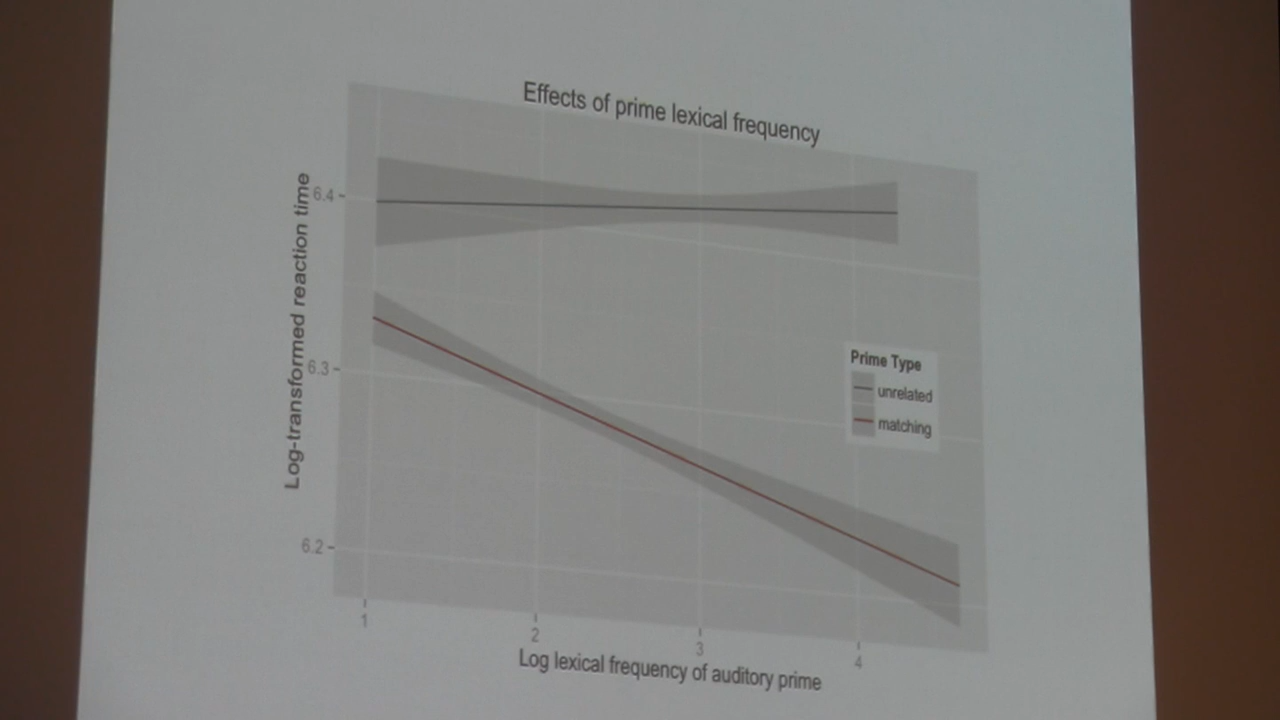 Effects of prime lexical frequency
Log-transformed reaction time
6.4
6.3
6.2
Prime Type
unrelated
matching
1
2
3
4
Log lexical frequency of auditory prime